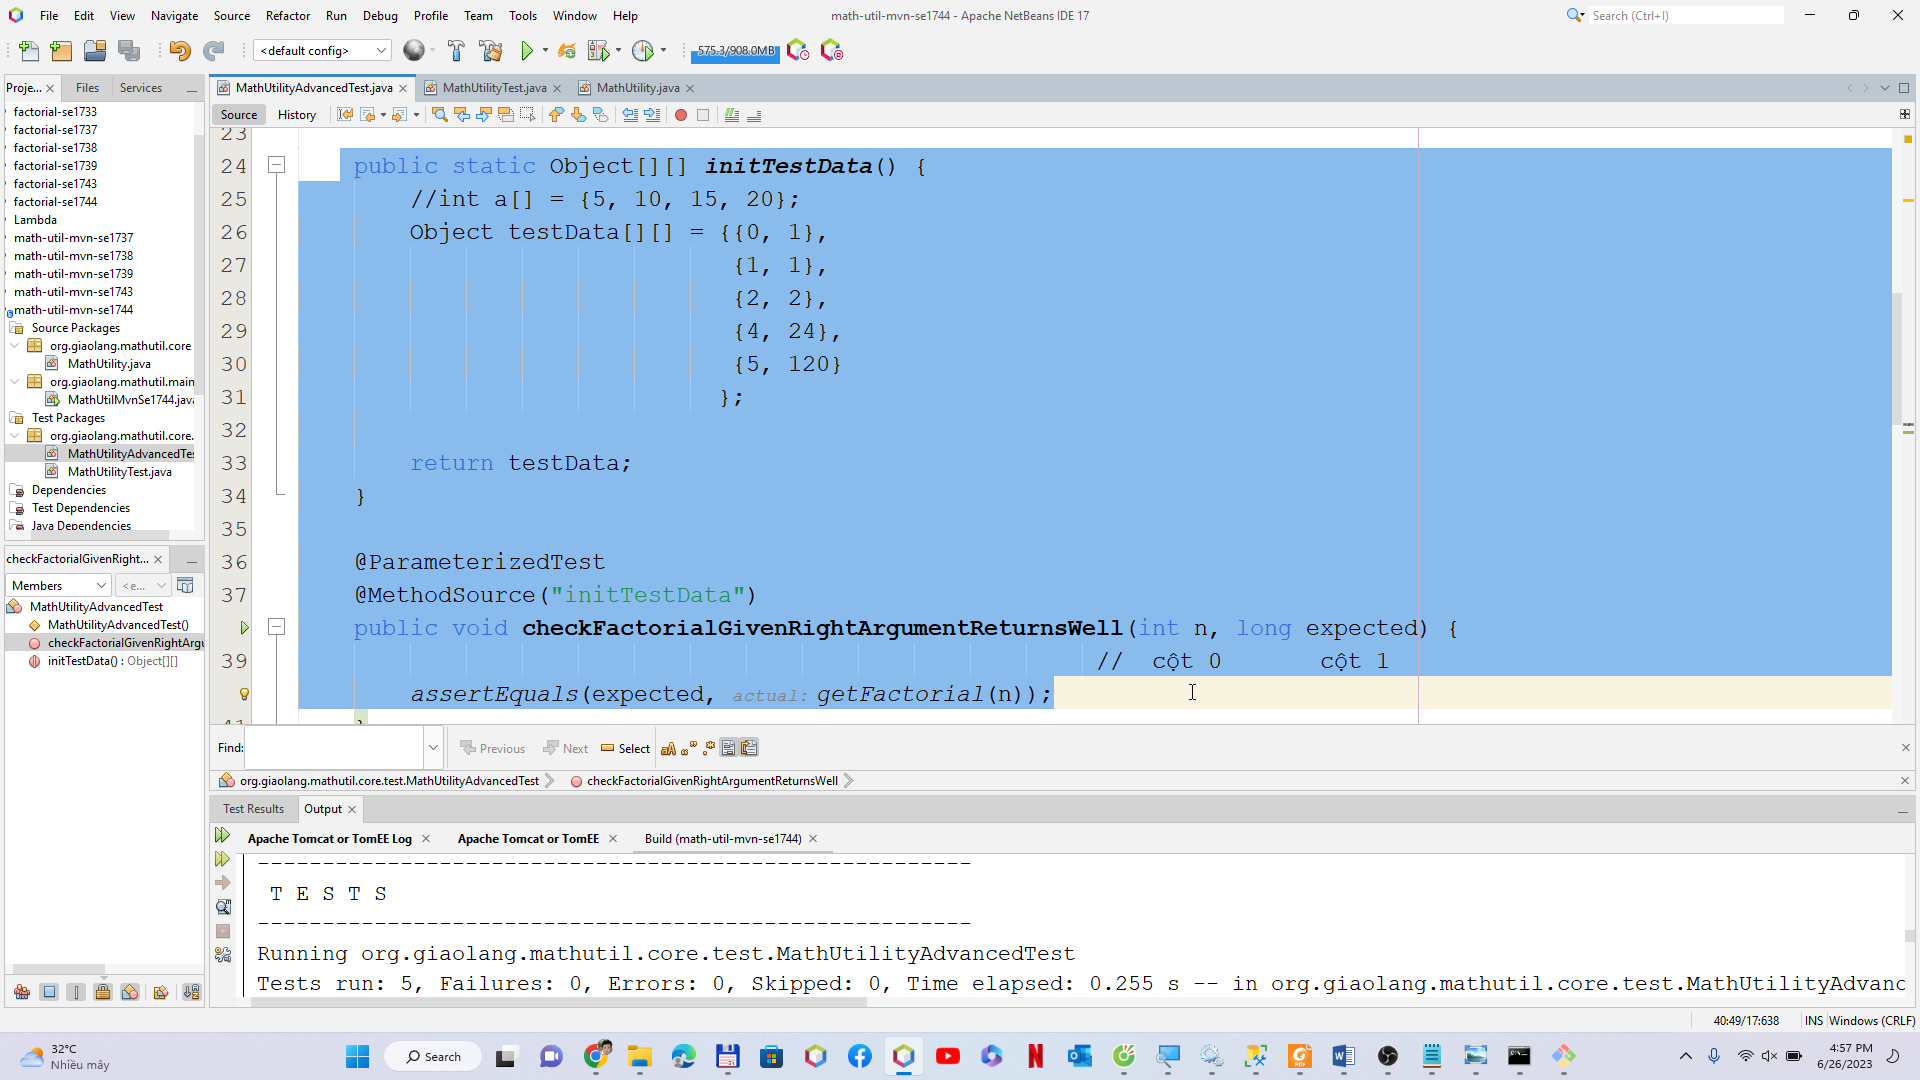 File Edit View Navigate Source Refactor Run Debug Profile Team Tools Window Help
math-util-mvn-se1744 - Apache NetBeans IDE 17
Search (Ctrl+I)
<default config>
575.3/908.0MB
Proje... Files Services
MathUtilityAdvancedTest.java MathUtilityTest.java MathUtility.java
Source History
factorial-se1733
factorial-se1737
factorial-se1738
factorial-se1739
factorial-se1743
factorial-se1744
Lambda
math-util-mvn-se1737
math-util-mvn-se1738
math-util-mvn-se1739
math-util-mvn-se1743
math-util-mvn-se1744
Source Packages
org.giaolang.mathutil.core
MathUtility.java
org.giaolang.mathutil.main
MathUtilMvnSe1744.java
Test Packages
org.giaolang.mathutil.core.
MathUtilityAdvancedTes
MathUtilityTest.java
Dependencies
Test Dependencies
Java Dependencies
checkFactorialGivenRight...
Members <e...
MathUtilityAdvancedTest
MathUtilityAdvancedTest()
checkFactorialGivenRightArgu
initTestData() : Object[][]
23
24 public static Object[][] initTestData() {
25 //int a[] = {5, 10, 15, 20};
26 Object testData[][] = {{0, 1},
27 {1, 1},
28 {2, 2},
29 {4, 24},
30 {5, 120}
31 };
32
33 return testData;
34 }
35
36 @ParameterizedTest
37 @MethodSource("initTestData")
public void checkFactorialGivenRightArgumentReturnsWell(int n, long expected) {
39 // cột 0 cột 1
assertEquals(expected, actual: getFactorial(n));
41 }
Find: Previous Next Select
org.giaolang.mathutil.core.test.MathUtilityAdvancedTest checkFactorialGivenRightArgumentReturnsWell
Test Results Output
Apache Tomcat or TomEE Log Apache Tomcat or TomEE Build (math-util-mvn-se1744)
-------------------------------------------------------
T E S T S
-------------------------------------------------------
Running org.giaolang.mathutil.core.test.MathUtilityAdvancedTest
Tests run: 5, Failures: 0, Errors: 0, Skipped: 0, Time elapsed: 0.255 s -- in org.giaolang.mathutil.core.test.MathUtilityAdvanc
40:49/17:638 INS Windows (CRLF)
32°C
Nhiều mây
Search
4:57 PM
6/26/2023